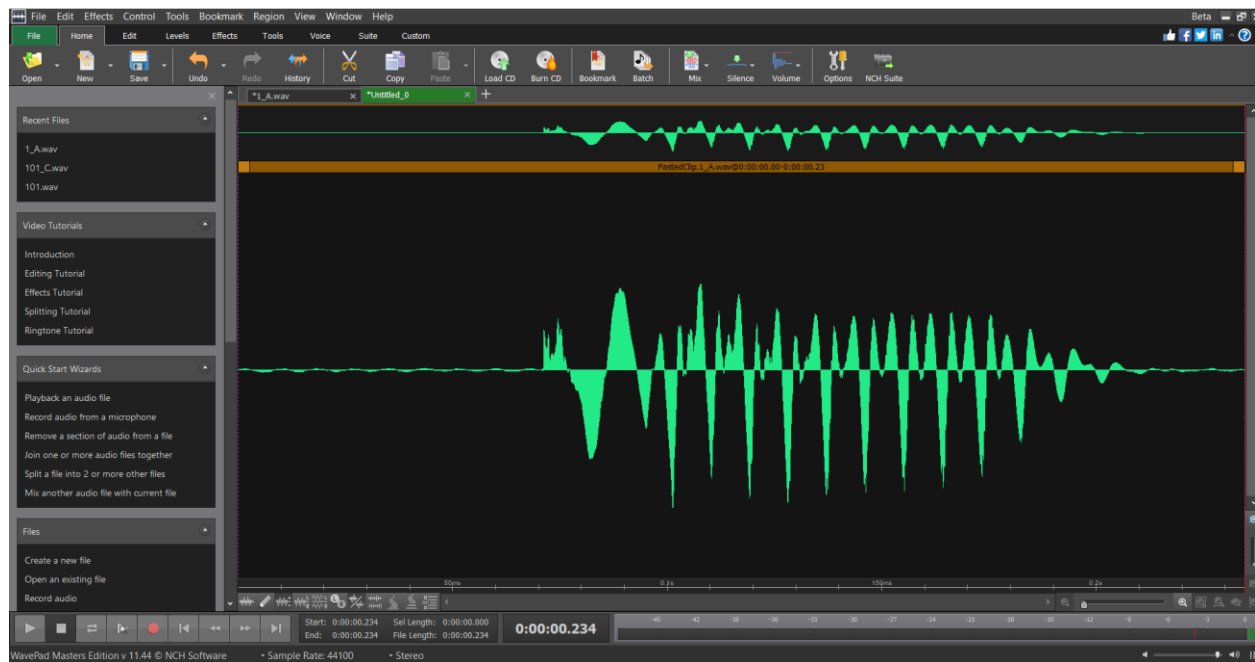 File Edit Effects Control Tools Bookmark Region View Window Help Beta
File Home Edit Levels Effects Tools Voice Suite Custom
Open New Save Undo Redo History Cut Copy Paste Load CD Burn CD Bookmark Batch Mix Silence Volume Options NCH Suite
*1_A.wav *Untitled_0
Recent Files
1_A.wav
101_C.wav
101.wav
Video Tutorials
Introduction
Editing Tutorial
Effects Tutorial
Splitting Tutorial
Ringtone Tutorial
Quick Start Wizards
Playback an audio file
Record audio from a microphone
Remove a section of audio from a file
Join one or more audio files together
Split a file into 2 or more other files
Mix another audio file with current file
Files
Create a new file
Open an existing file
Record audio
PastedClip.1_A.wav@0:00:00.00-0:00:00.23
50ms 0.1s 150ms 0.2s
Start: 0:00:00.234 Sel Length: 0:00:00.000
End: 0:00:00.234 File Length: 0:00:00.234
0:00:00.234
-45 -42 -39 -36 -33 -30 -27 -24 -21 -18 -15 -12 -9 -6 -3 0
WavePad Masters Edition v 11.44 © NCH Software Sample Rate: 44100 Stereo